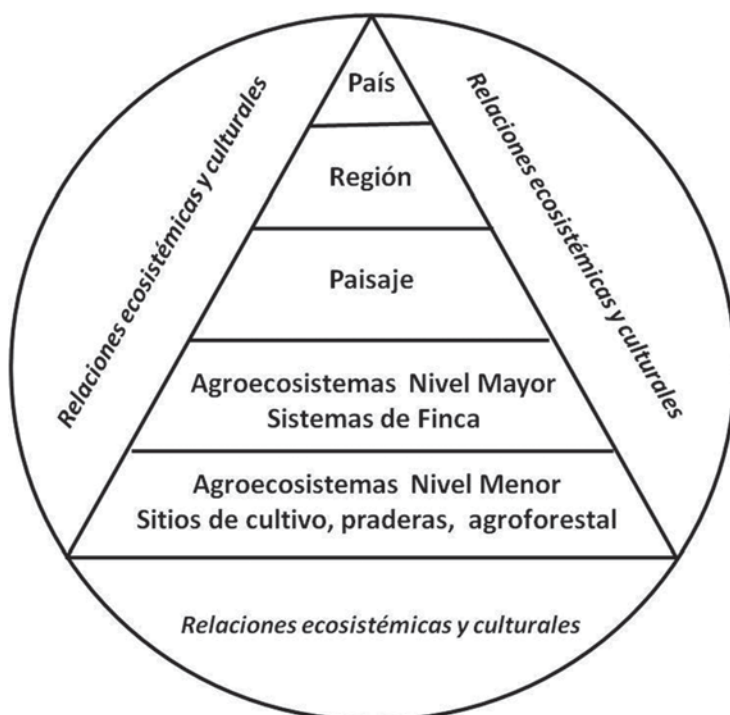 País
Relaciones ecosistémicas y culturales
Relaciones ecosistémicas y culturales
Región
Paisaje
Agroecosistemas Nivel Mayor
Sistemas de Finca
Agroecosistemas Nivel Menor
Sitios de cultivo, praderas, agroforestal
Relaciones ecosistémicas y culturales